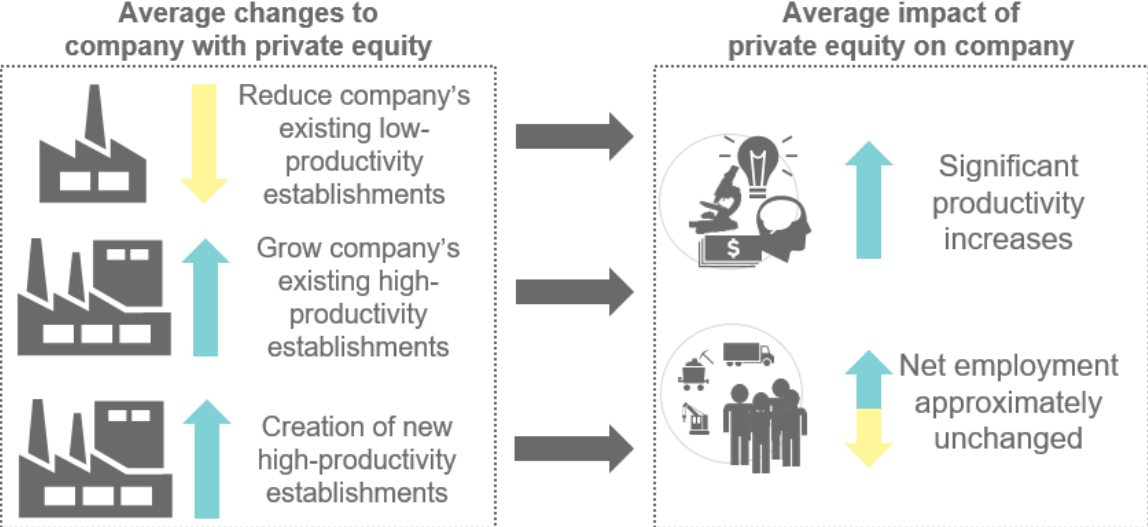 Average changes to
company with private equity
Reduce company's
existing low-
productivity
establishments
Grow company's
existing high-
productivity
establishments
Creation of new
high-productivity
establishments
Average impact of
private equity on company
$
Significant
productivity
increases
Net employment
approximately
unchanged